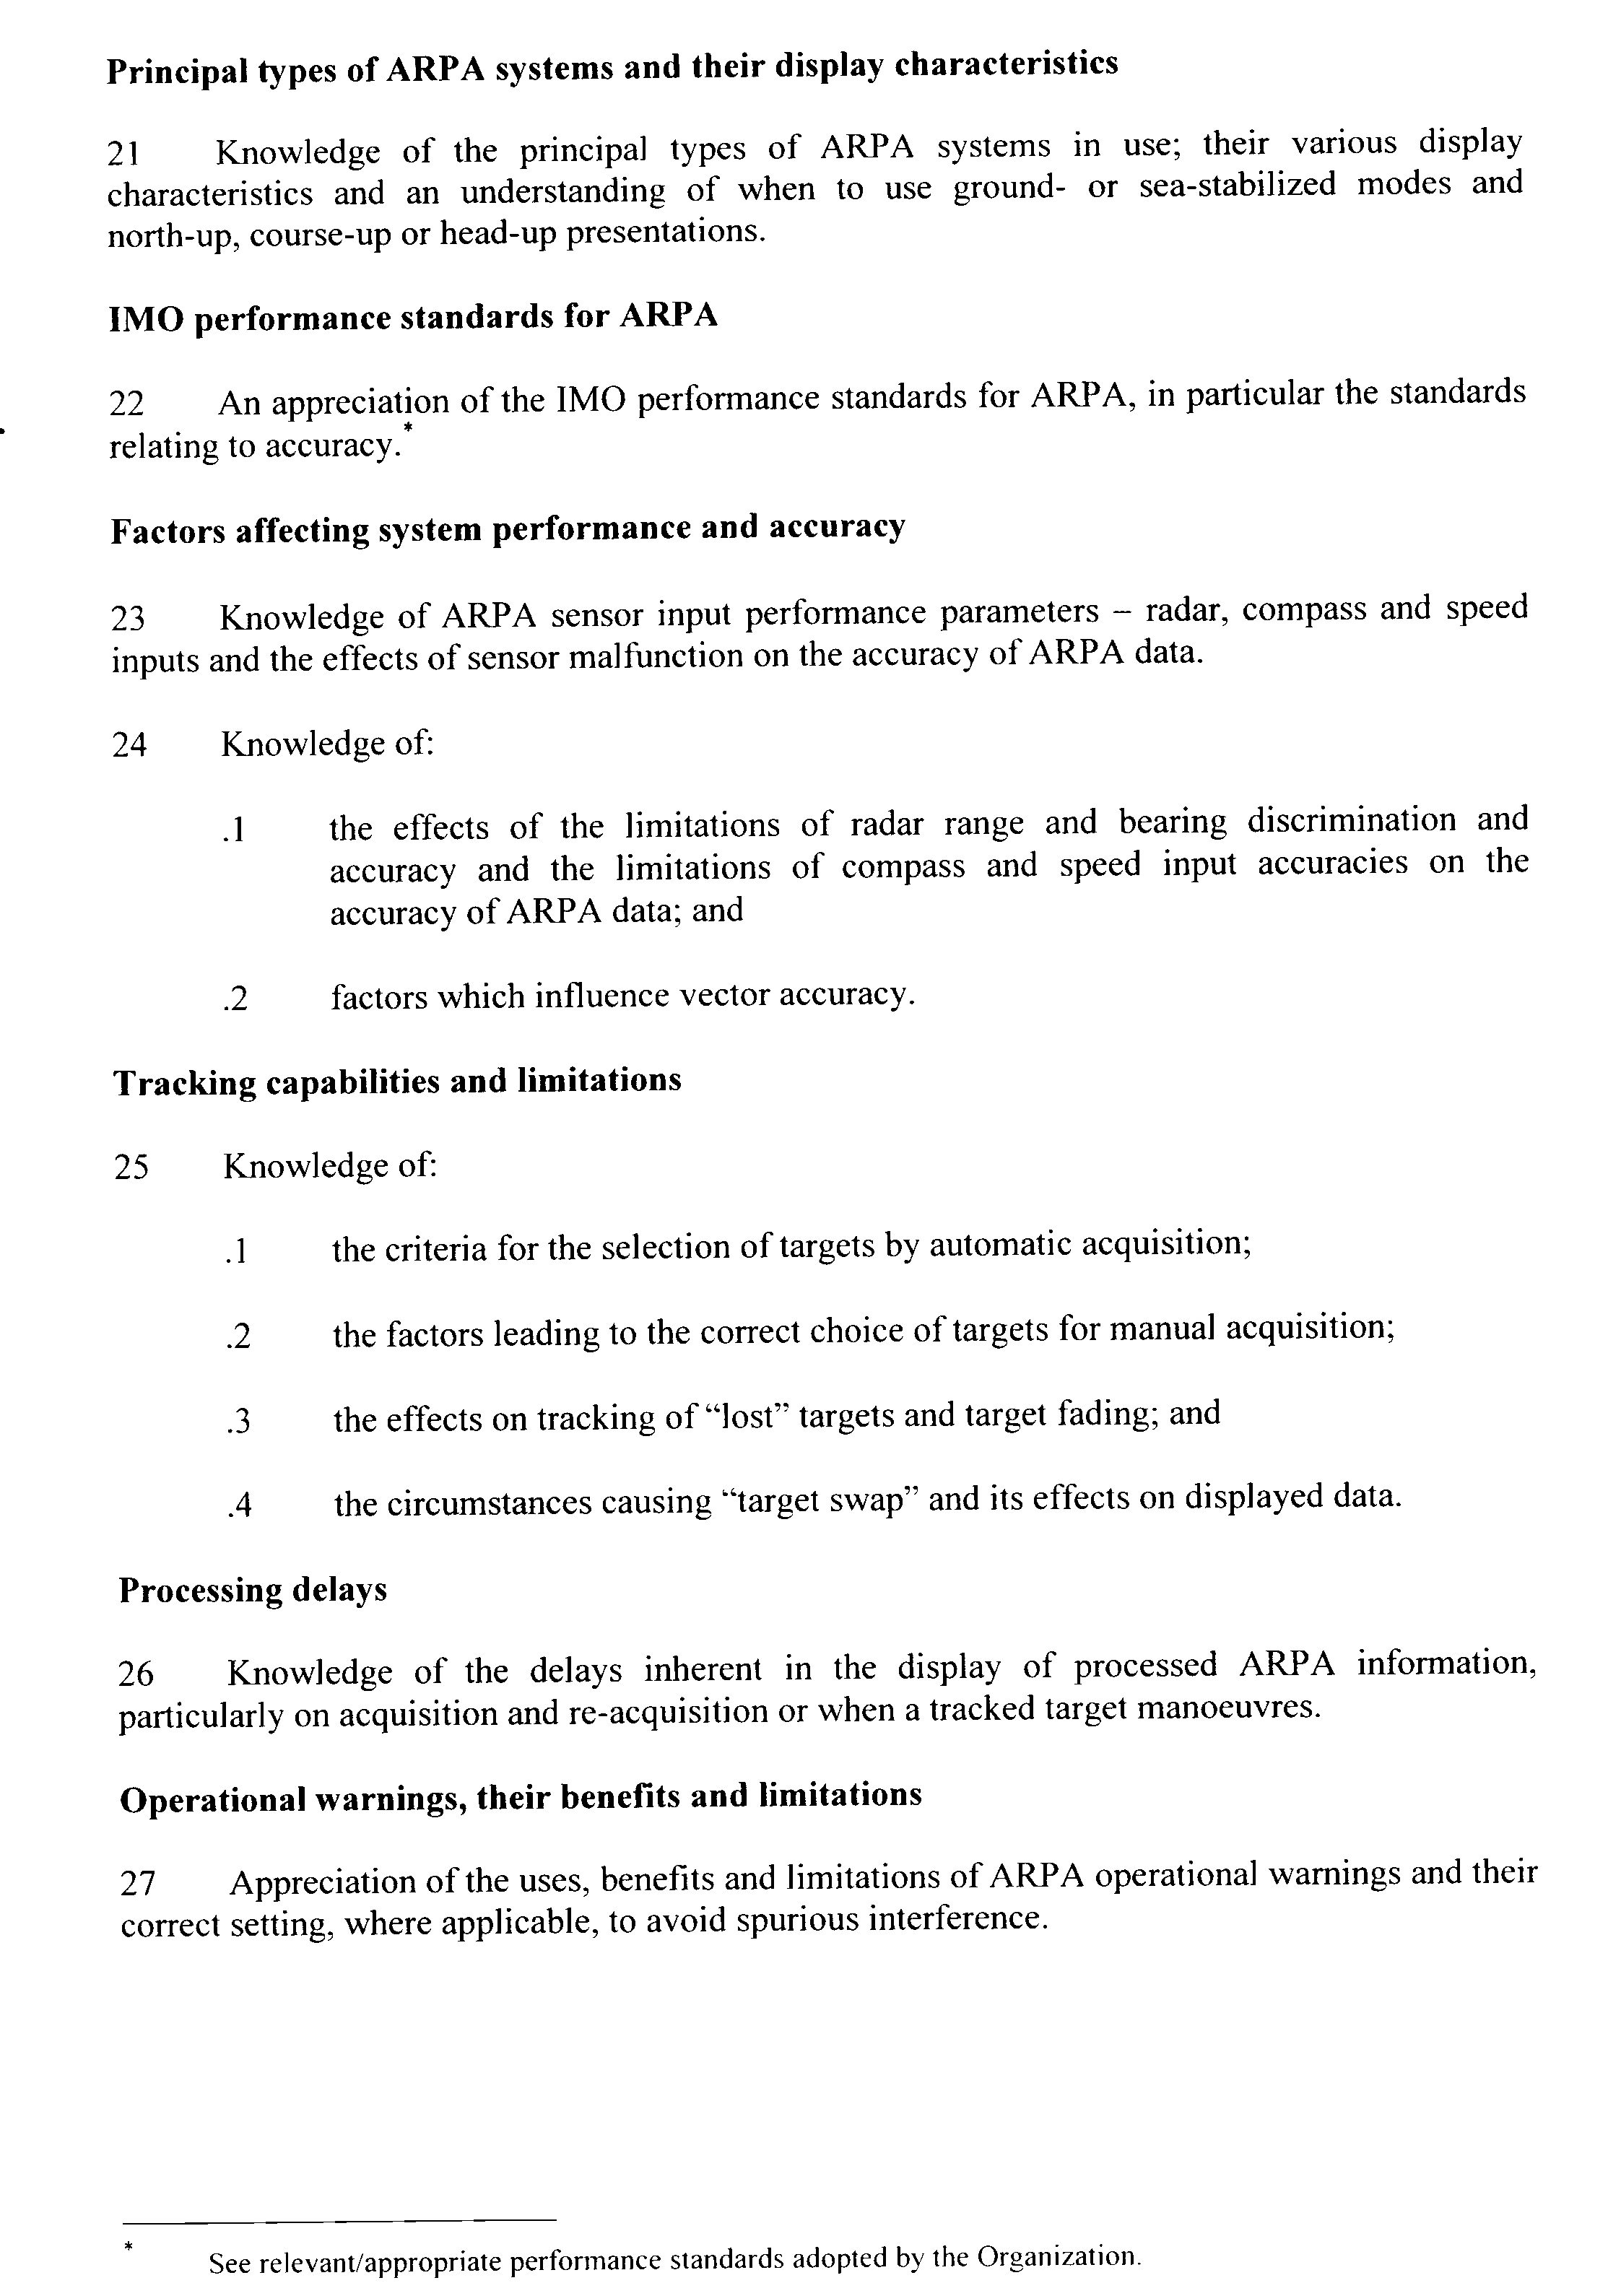 Principal types of ARPA systems and their display characteristics
21 Knowledge of the principal types of ARPA systems in use; their various display
characteristics and an understanding of when to use ground- or sea-stabilized modes and
north-up, course-up or head-up presentations.
IMO performance standards for ARPA
22 An appreciation of the IMO performance standards for ARPA, in particular the standards
relating to accuracy.*
Factors affecting system performance and accuracy
23 Knowledge of ARPA sensor input performance parameters – radar, compass and speed
inputs and the effects of sensor malfunction on the accuracy of ARPA data.
24 Knowledge of:
.1 the effects of the limitations of radar range and bearing discrimination and
accuracy and the limitations of compass and speed input accuracies on the
accuracy of ARPA data; and
.2 factors which influence vector accuracy.
Tracking capabilities and limitations
25 Knowledge of:
.1 the criteria for the selection of targets by automatic acquisition;
.2 the factors leading to the correct choice of targets for manual acquisition;
.3 the effects on tracking of “lost” targets and target fading; and
.4 the circumstances causing “target swap” and its effects on displayed data.
Processing delays
26 Knowledge of the delays inherent in the display of processed ARPA information,
particularly on acquisition and re-acquisition or when a tracked target manoeuvres.
Operational warnings, their benefits and limitations
27 Appreciation of the uses, benefits and limitations of ARPA operational warnings and their
correct setting, where applicable, to avoid spurious interference.
* See relevant/appropriate performance standards adopted by the Organization.